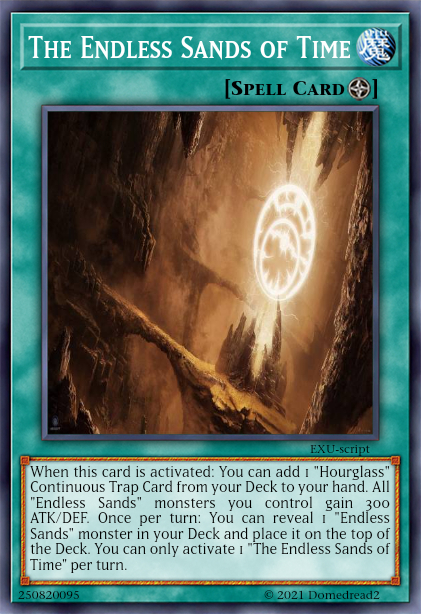 The Endless Sands of Time
[Spell Card]
EXU-script
When this card is activated: You can add 1 "Hourglass"
Continuous Trap Card from your Deck to your hand. All
"Endless Sands" monsters you control gain 300
ATK/DEF. Once per turn: You can reveal 1 "Endless
Sands" monster in your Deck and place it on the top of
the Deck. You can only activate 1 "The Endless Sands of
Time" per turn.
250820095 © 2021 Domedread2